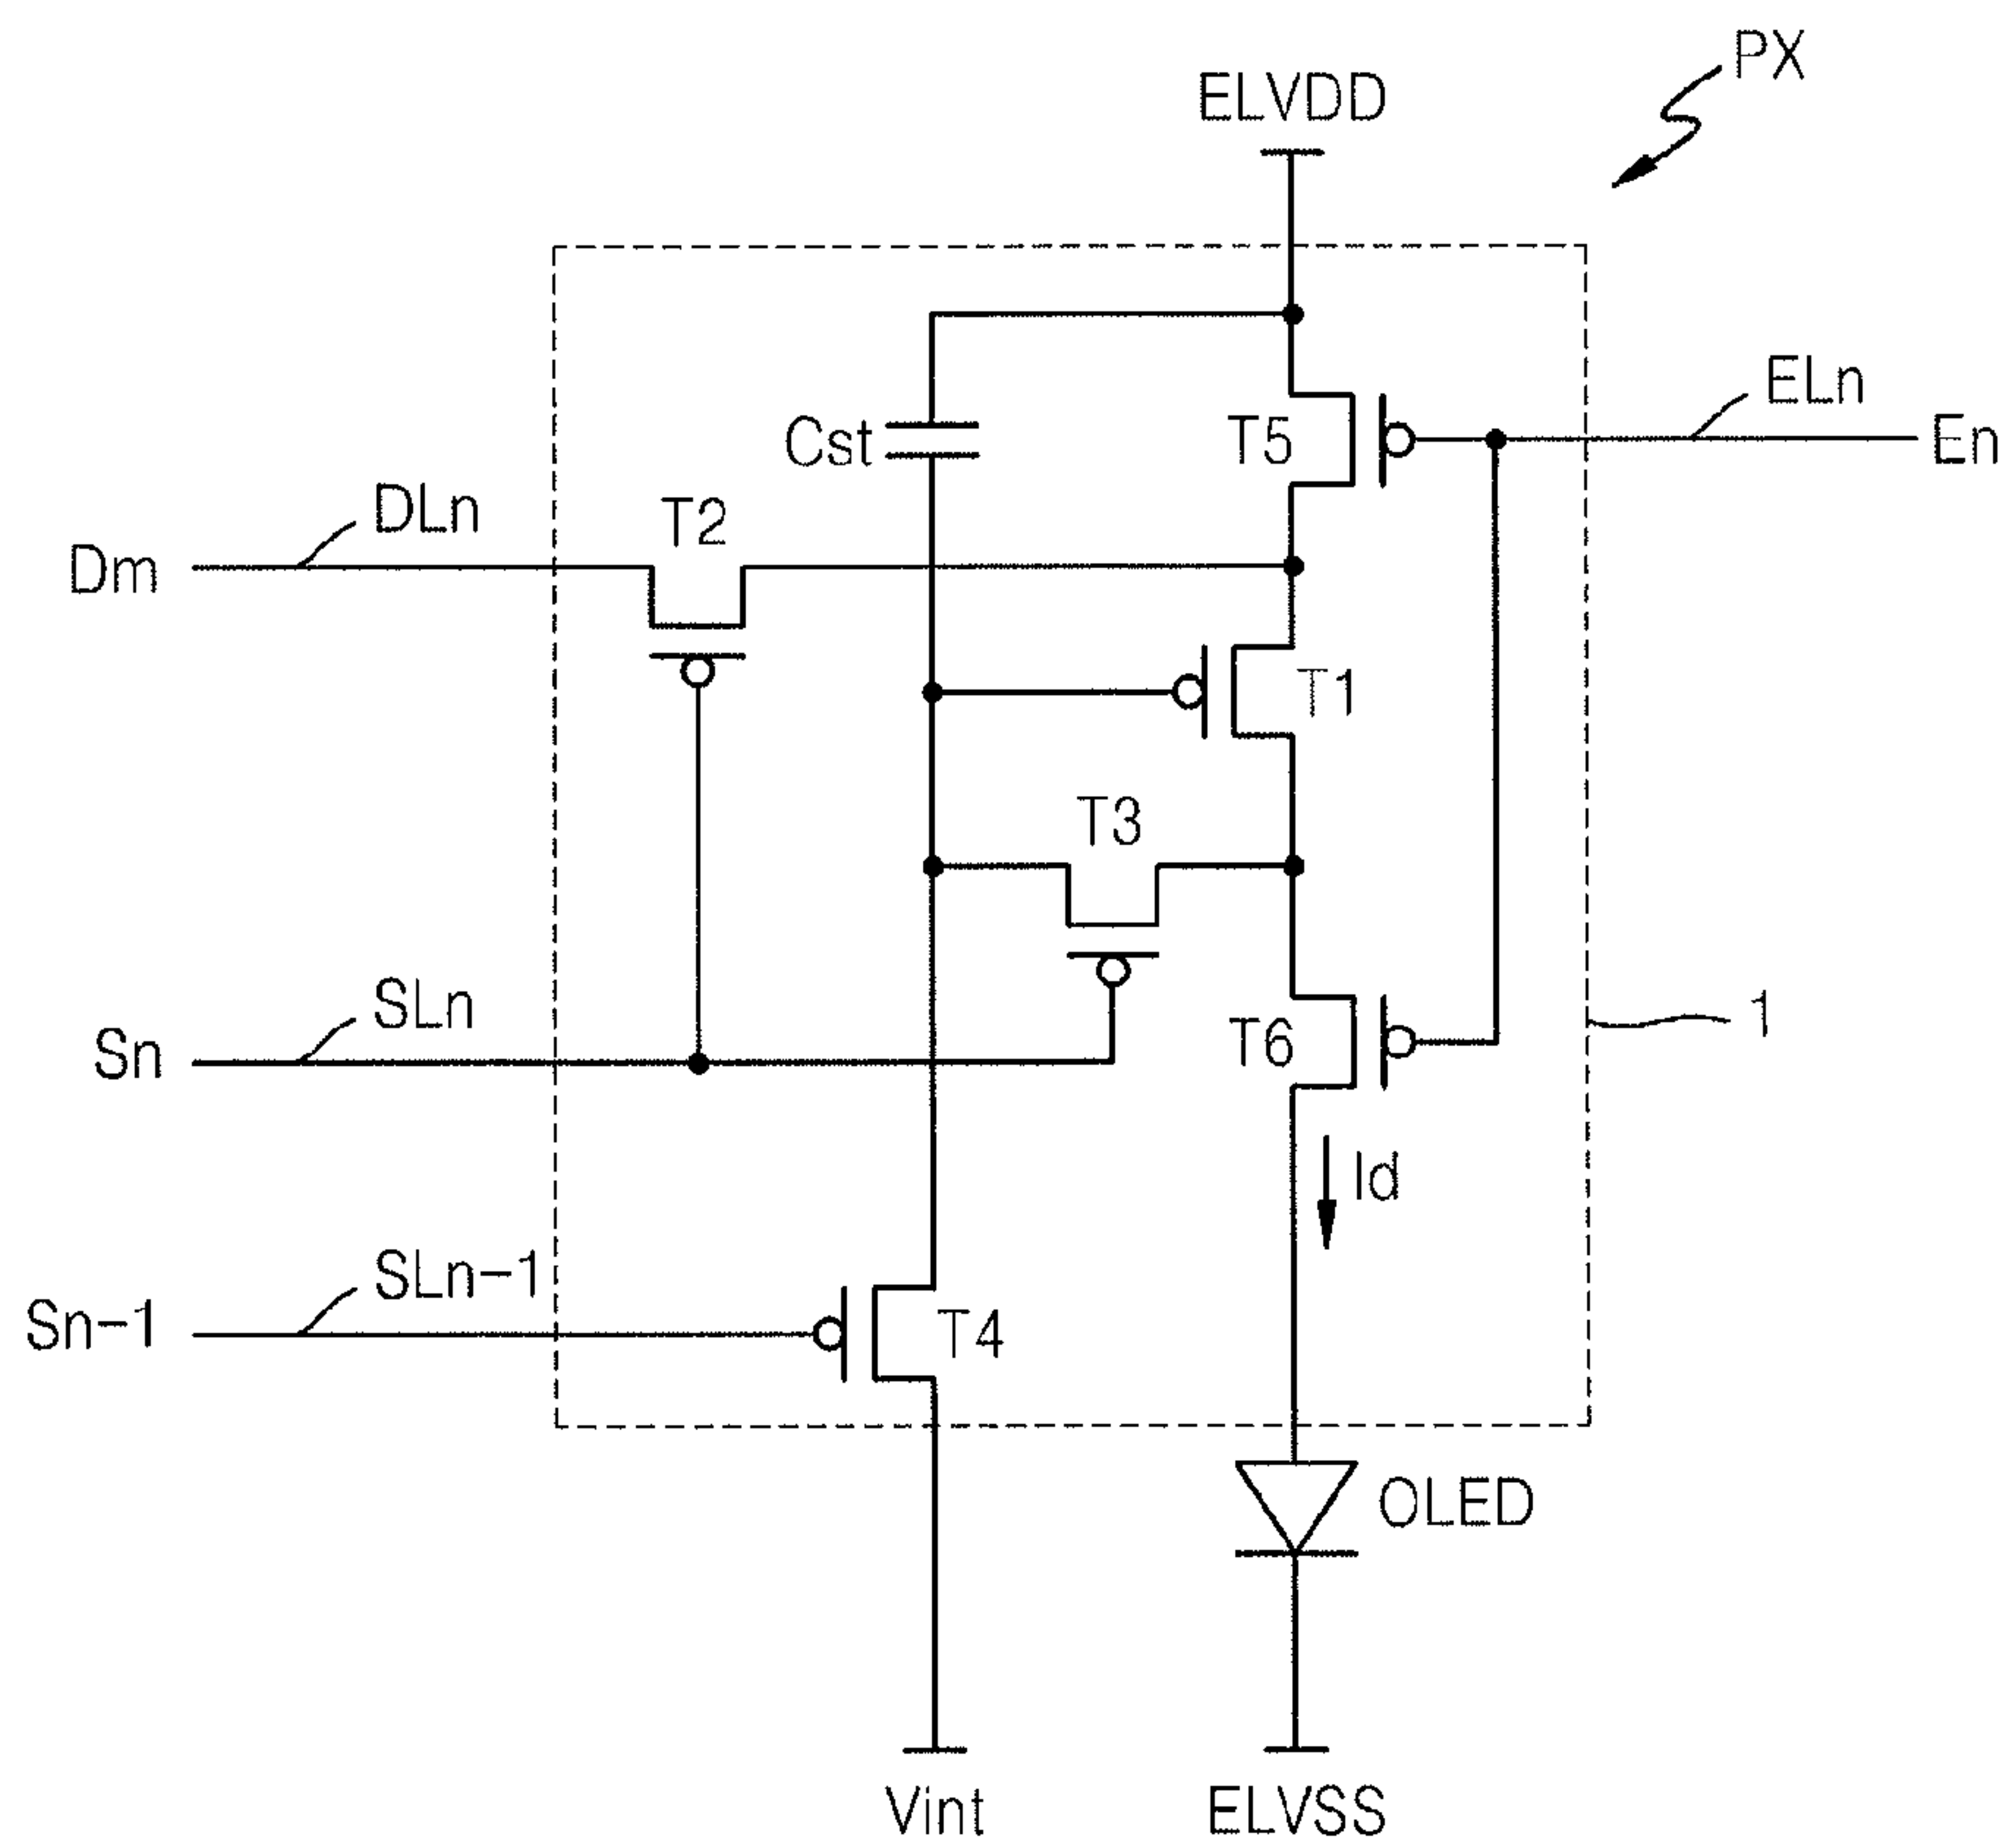 PX
ELVDD
ELn
En
Cst
T5
DLn
T2
Dm
T1
T3
SLn
Sn
T6
1
Id
SLn-1
Sn-1
T4
OLED
Vint
ELVSS